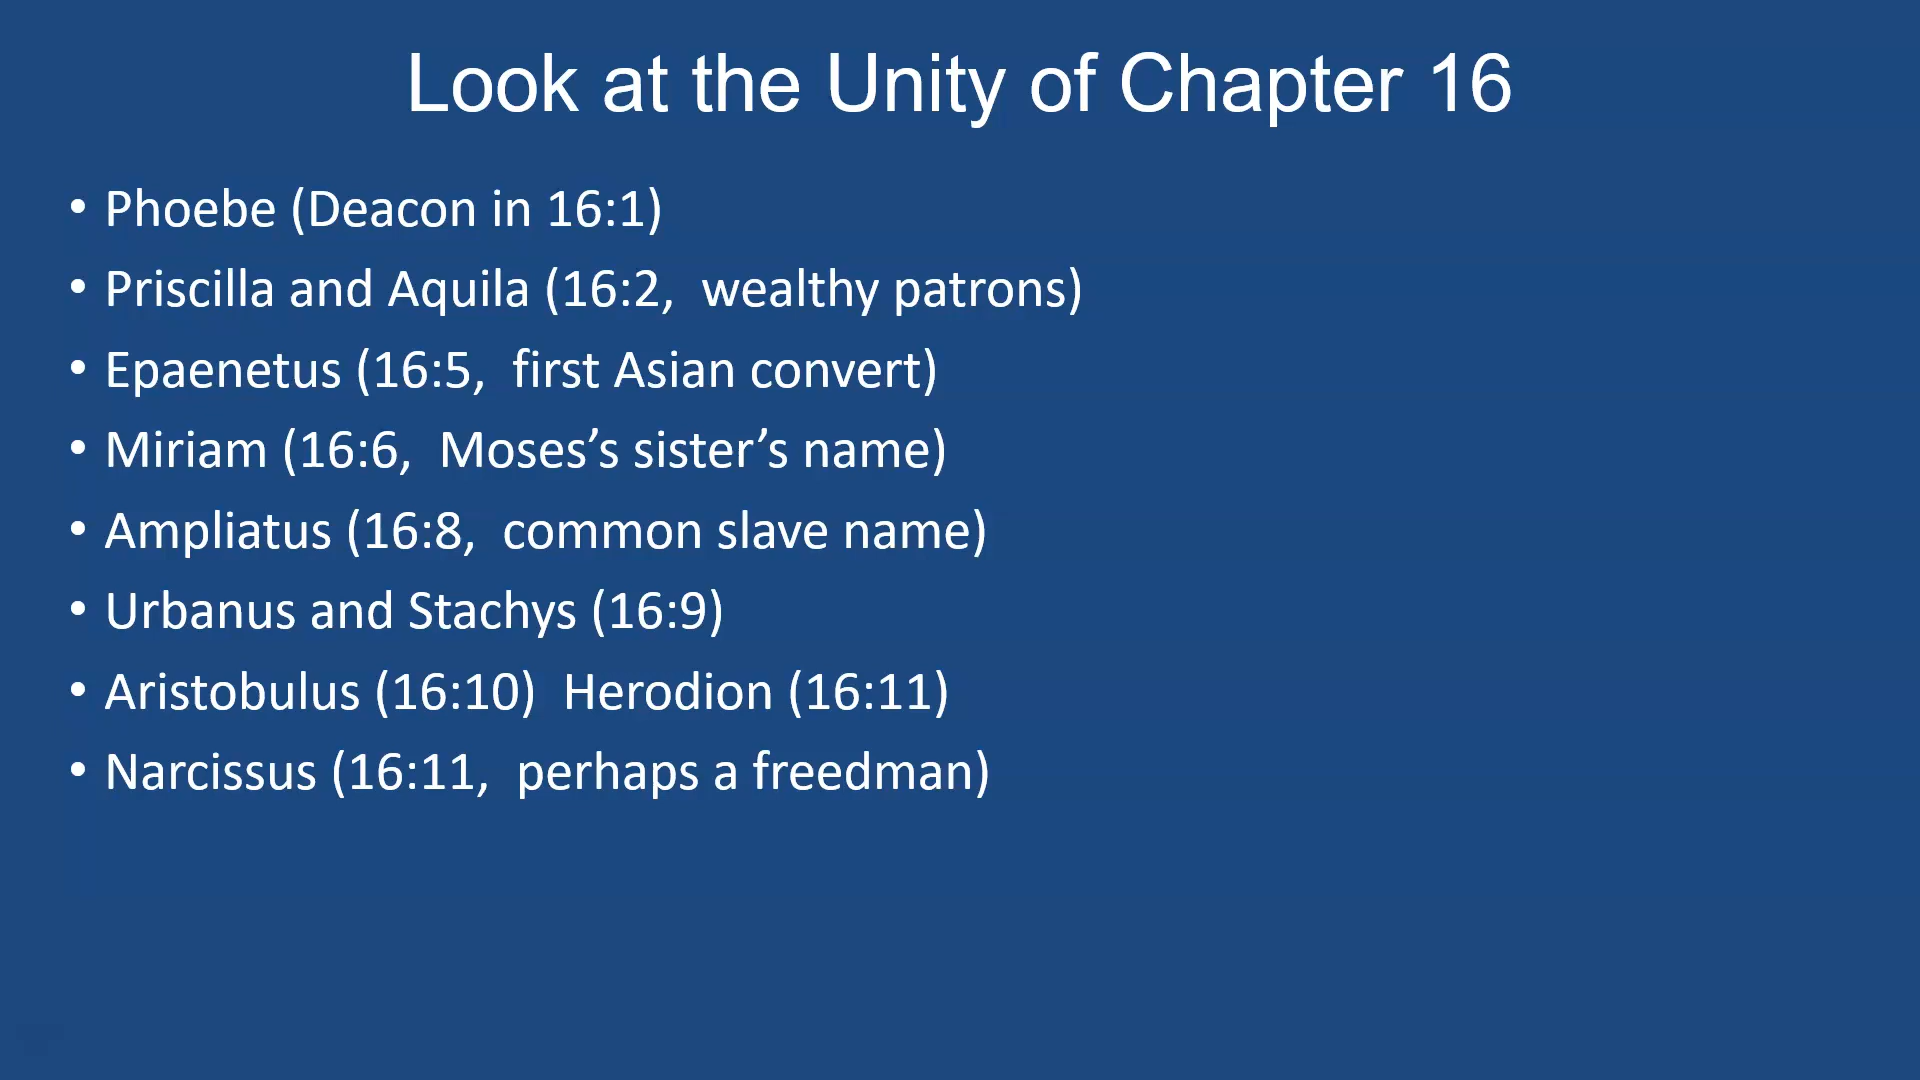 Look at the Unity of Chapter 16
• Phoebe (Deacon in 16:1)
• Priscilla and Aquila (16:2,  wealthy patrons)
• Epaenetus (16:5,  first Asian convert)
• Miriam (16:6,  Moses’s sister’s name)
• Ampliatus (16:8,  common slave name)
• Urbanus and Stachys (16:9)
• Aristobulus (16:10)  Herodion (16:11)
• Narcissus (16:11,  perhaps a freedman)